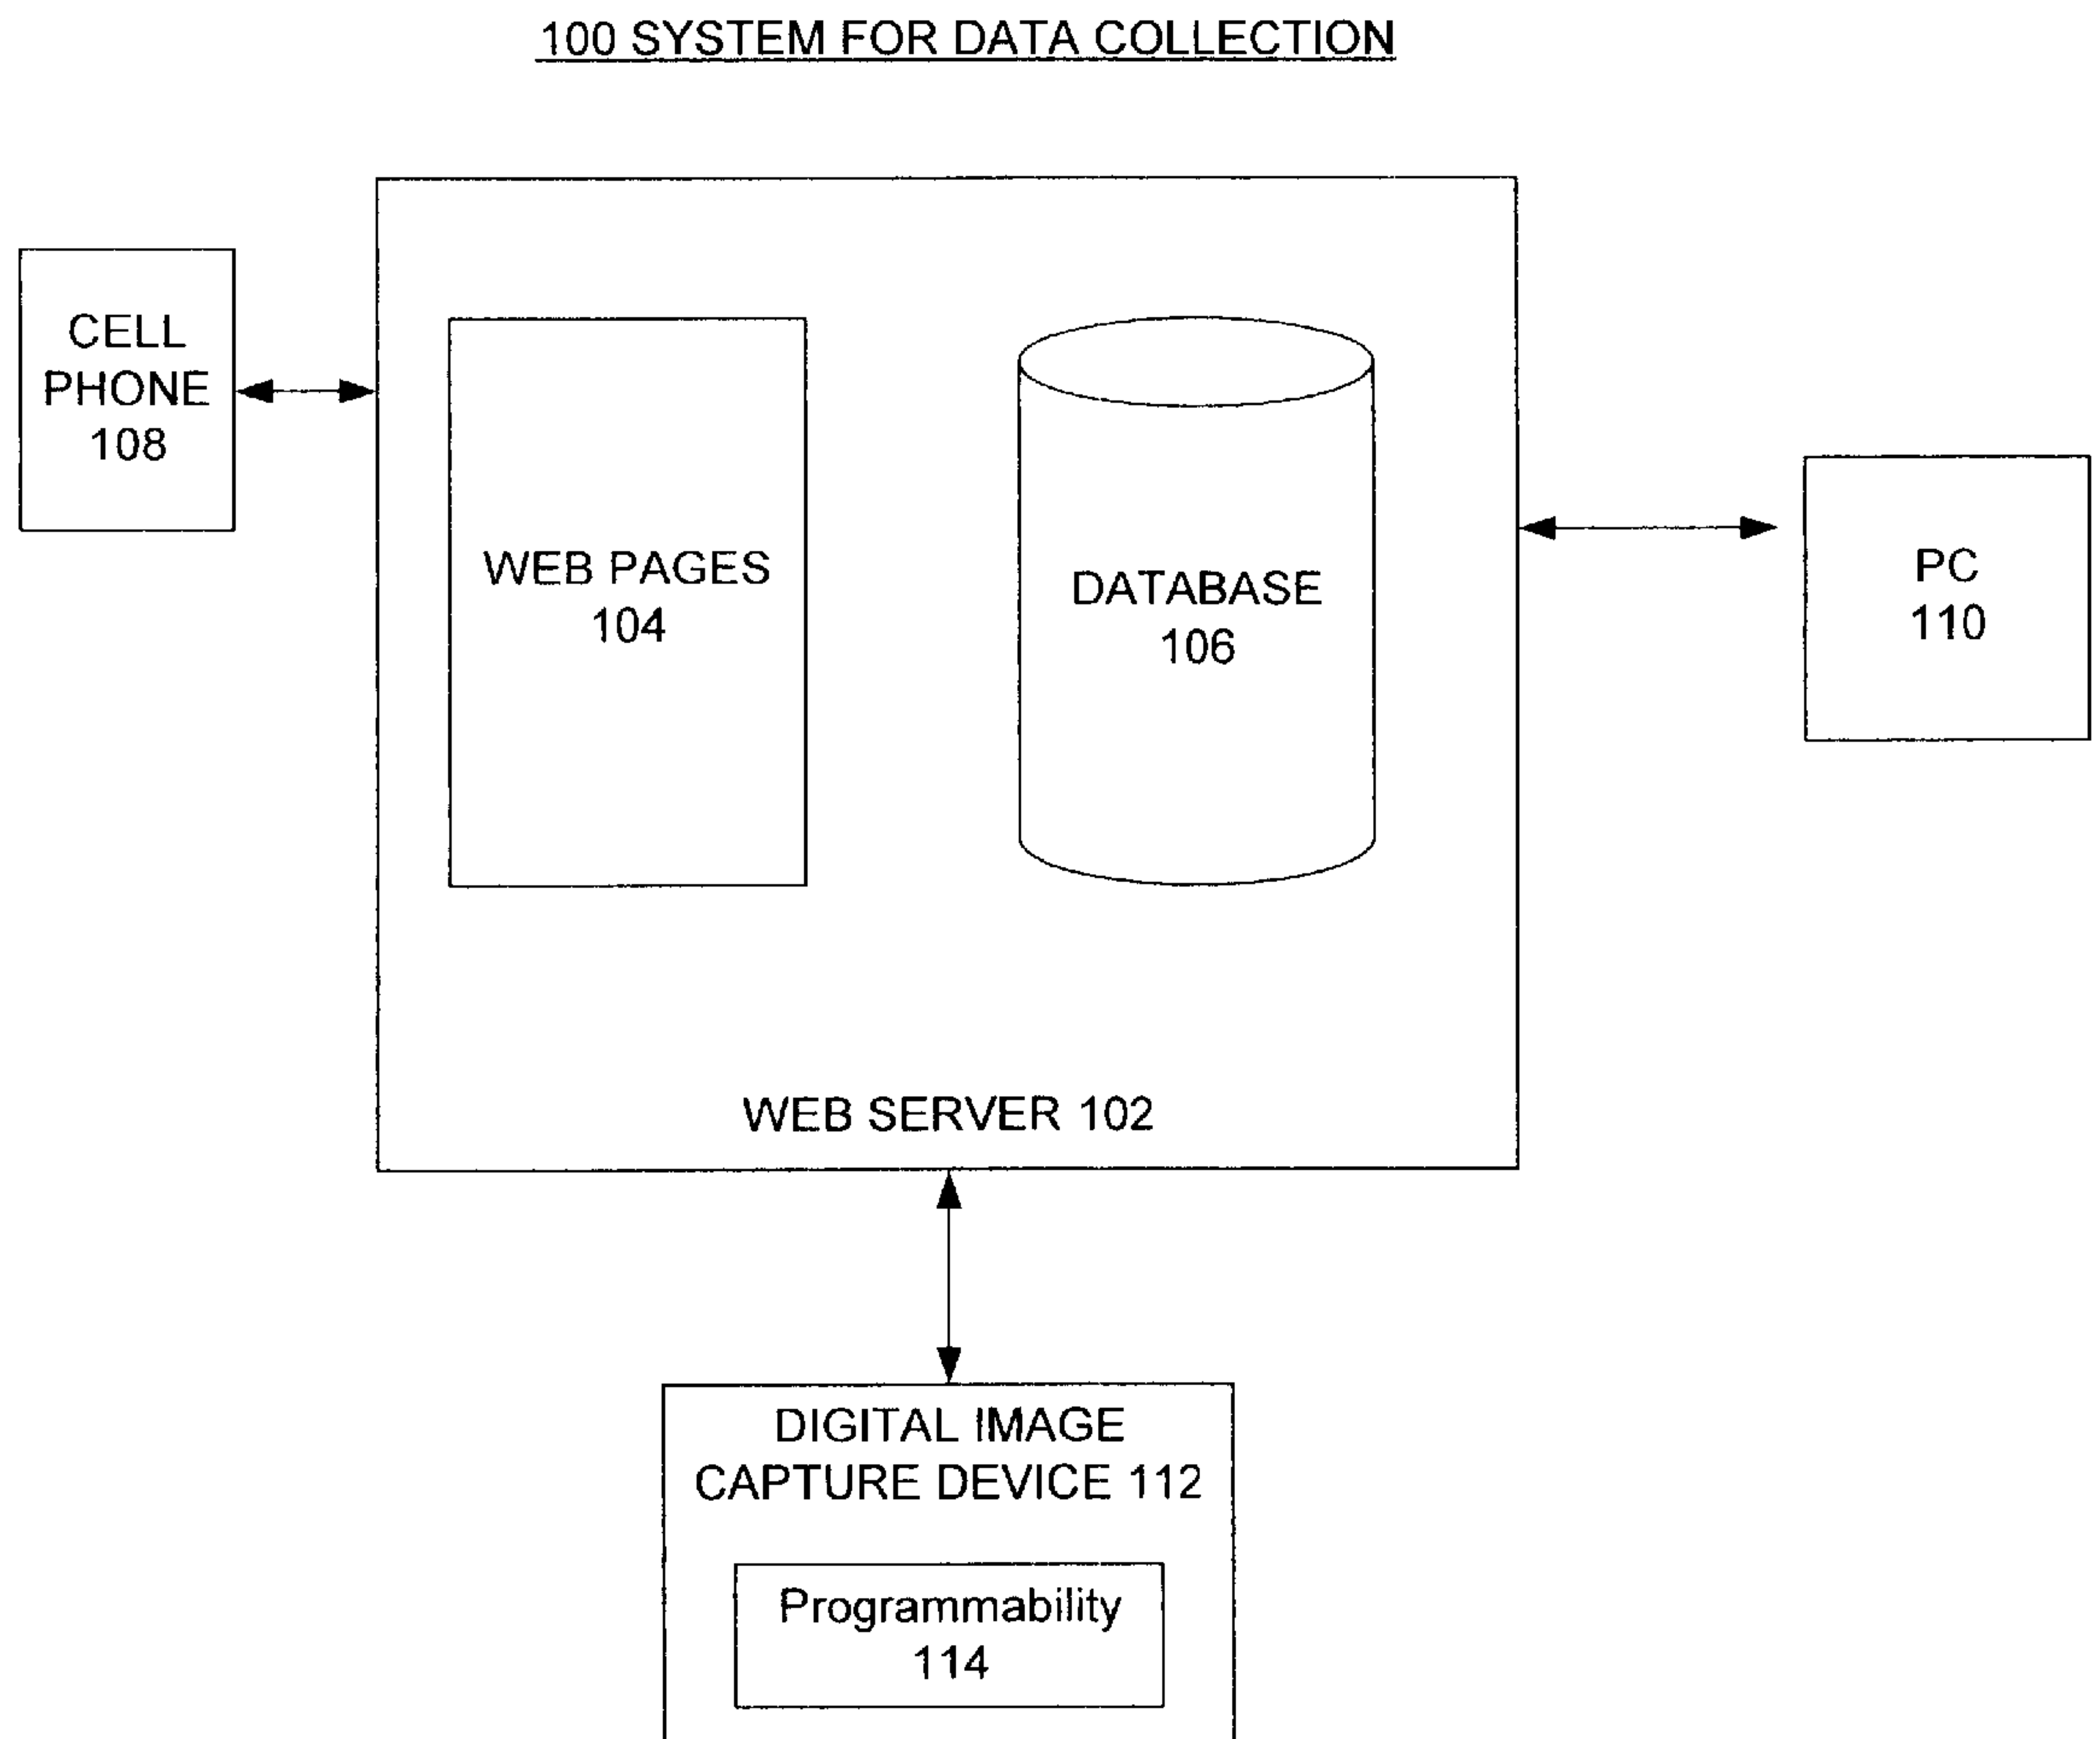 100 SYSTEM FOR DATA COLLECTION
CELL
PHONE
108
WEB PAGES
104
DATABASE
106
PC
110
WEB SERVER 102
DIGITAL IMAGE
CAPTURE DEVICE 112
Programmability
114